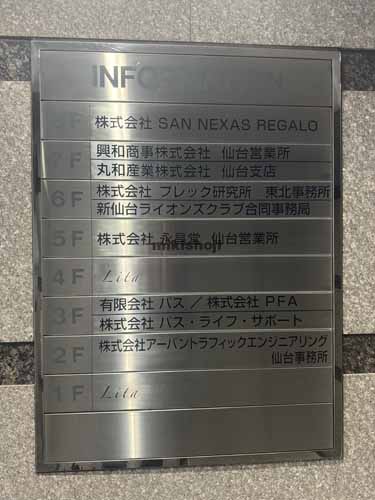 INFORMATION
8F 株式会社 SAN NEXAS REGALO
7F 興和商事株式会社 仙台営業所
丸和産業株式会社 仙台支店
6F 株式会社 フレック研究所 東北事務所
新仙台ライオンズクラブ合同事務局
5F 株式会社 永昌堂 仙台営業所
mikishoji
4F Lita
3F 有限会社 パス／株式会社 PFA
株式会社 パス・ライフ・サポート
2F 株式会社アーバントラフィックエンジニアリング
仙台事務所
1F Lita